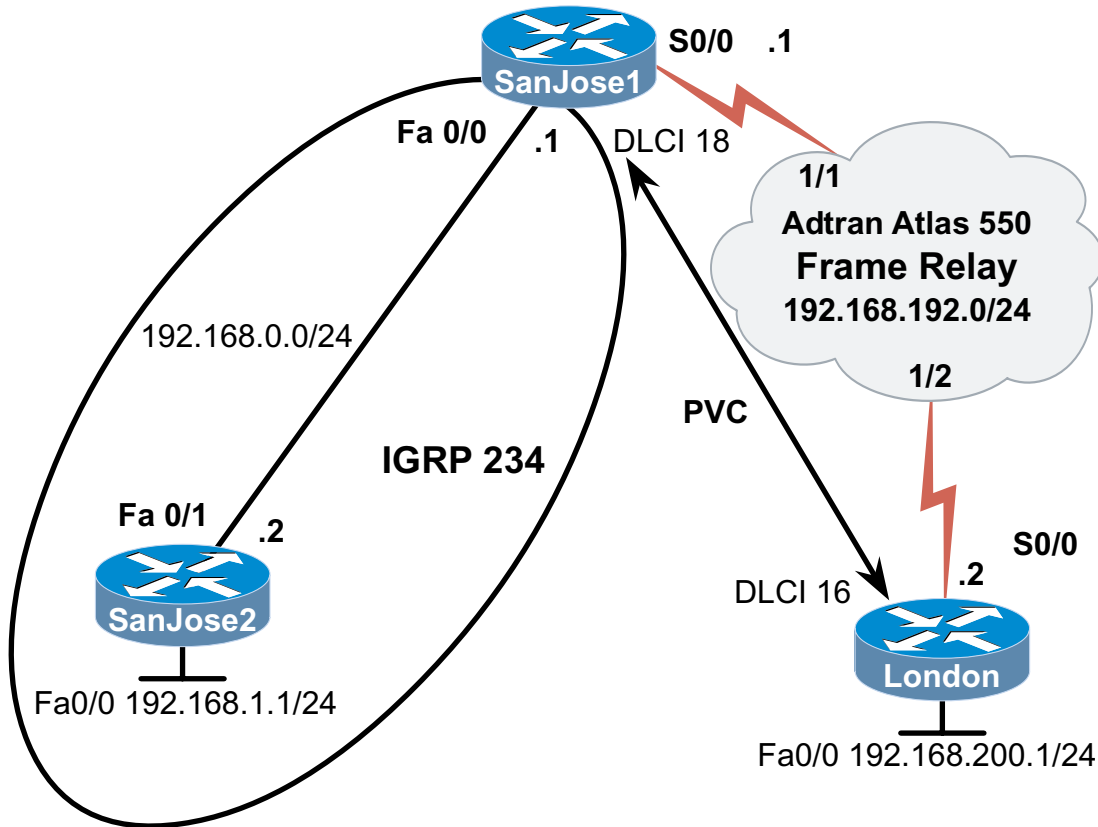 S0/0 .1
SanJose1
Fa 0/0 .1
DLCI 18
1/1
Adtran Atlas 550
Frame Relay
192.168.192.0/24
1/2
192.168.0.0/24
PVC
IGRP 234
Fa 0/1 .2
SanJose2
Fa0/0 192.168.1.1/24
S0/0
.2
DLCI 16
London
Fa0/0 192.168.200.1/24